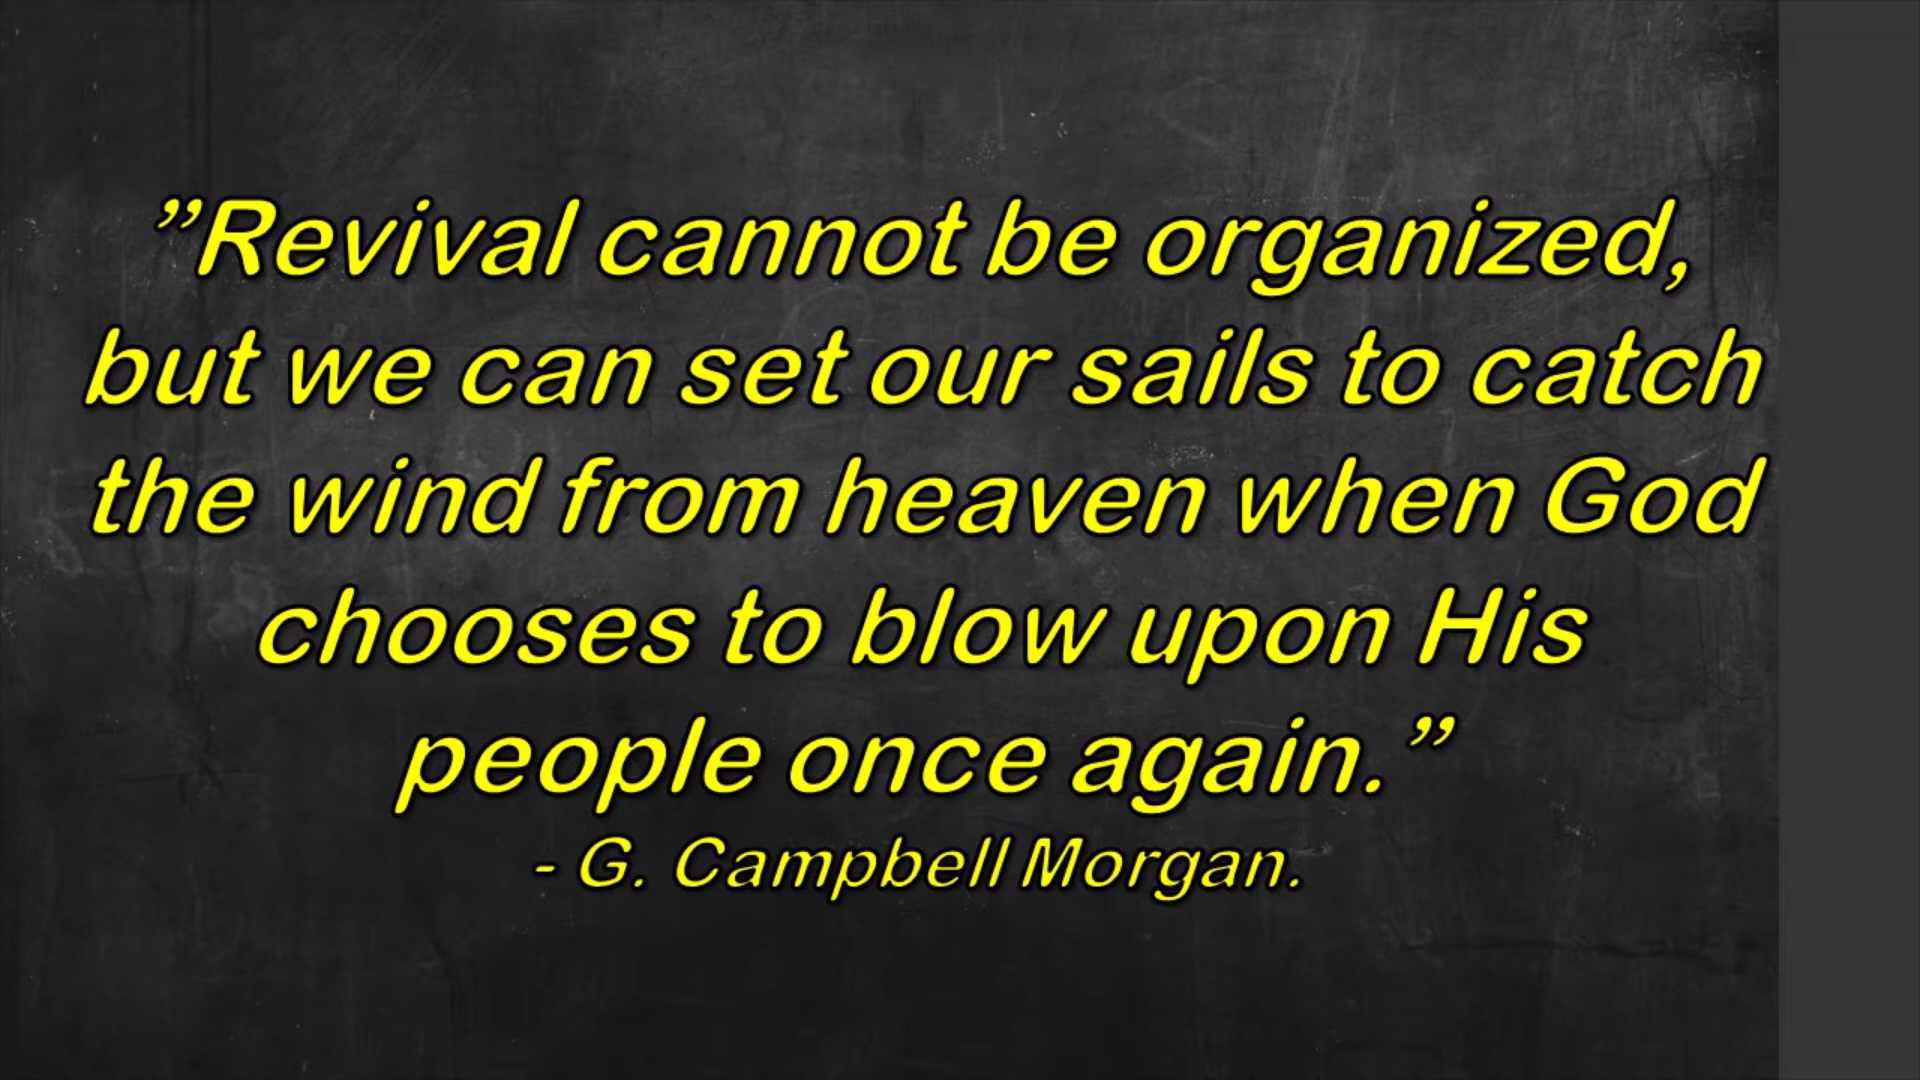 ”Revival cannot be organized,
but we can set our sails to catch
the wind from heaven when God
chooses to blow upon His
people once again.”
- G. Campbell Morgan.